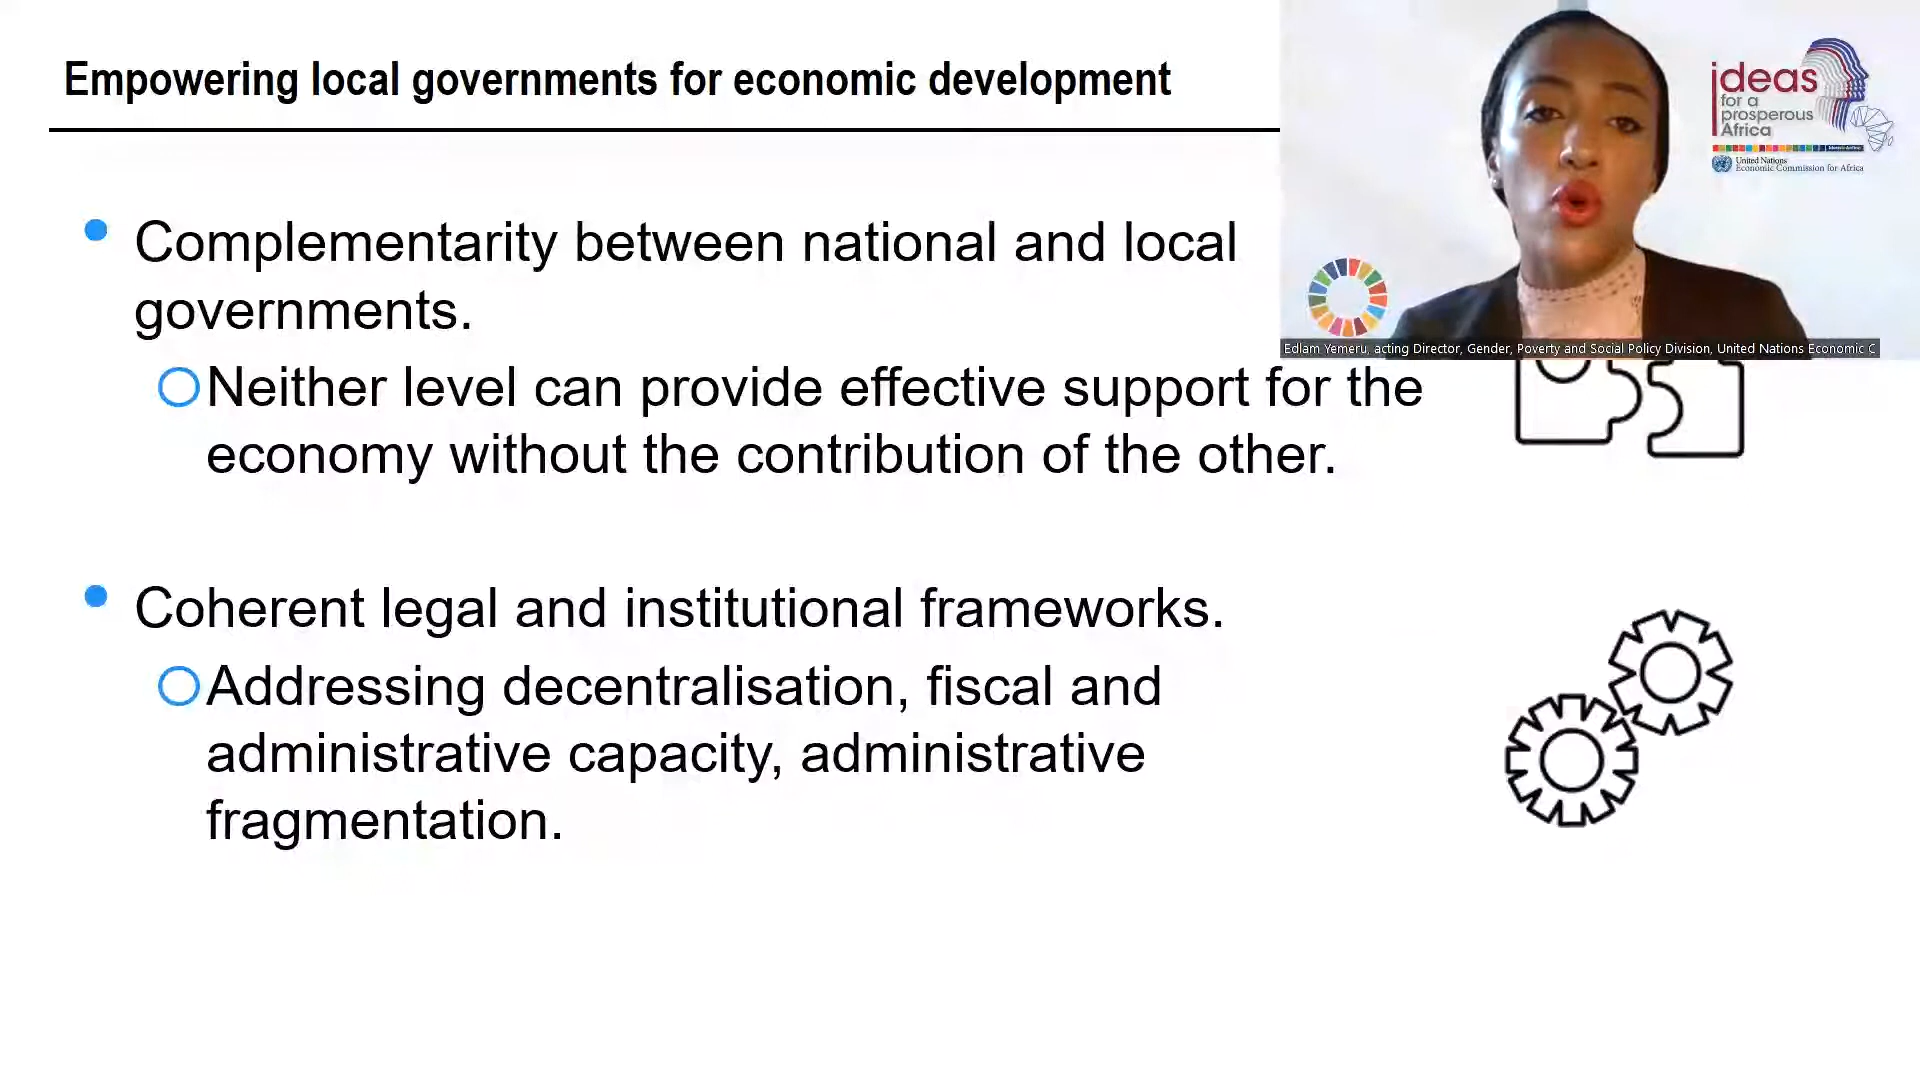 Empowering local governments for economic development
ideas
for a
prosperous
Africa
United Nations
Economic Commission for Africa
Edlam Yemeru, acting Director, Gender, Poverty and Social Policy Division, United Nations Economic C
Complementarity between national and local
governments.
Neither level can provide effective support for the
economy without the contribution of the other.
Coherent legal and institutional frameworks.
Addressing decentralisation, fiscal and
administrative capacity, administrative
fragmentation.